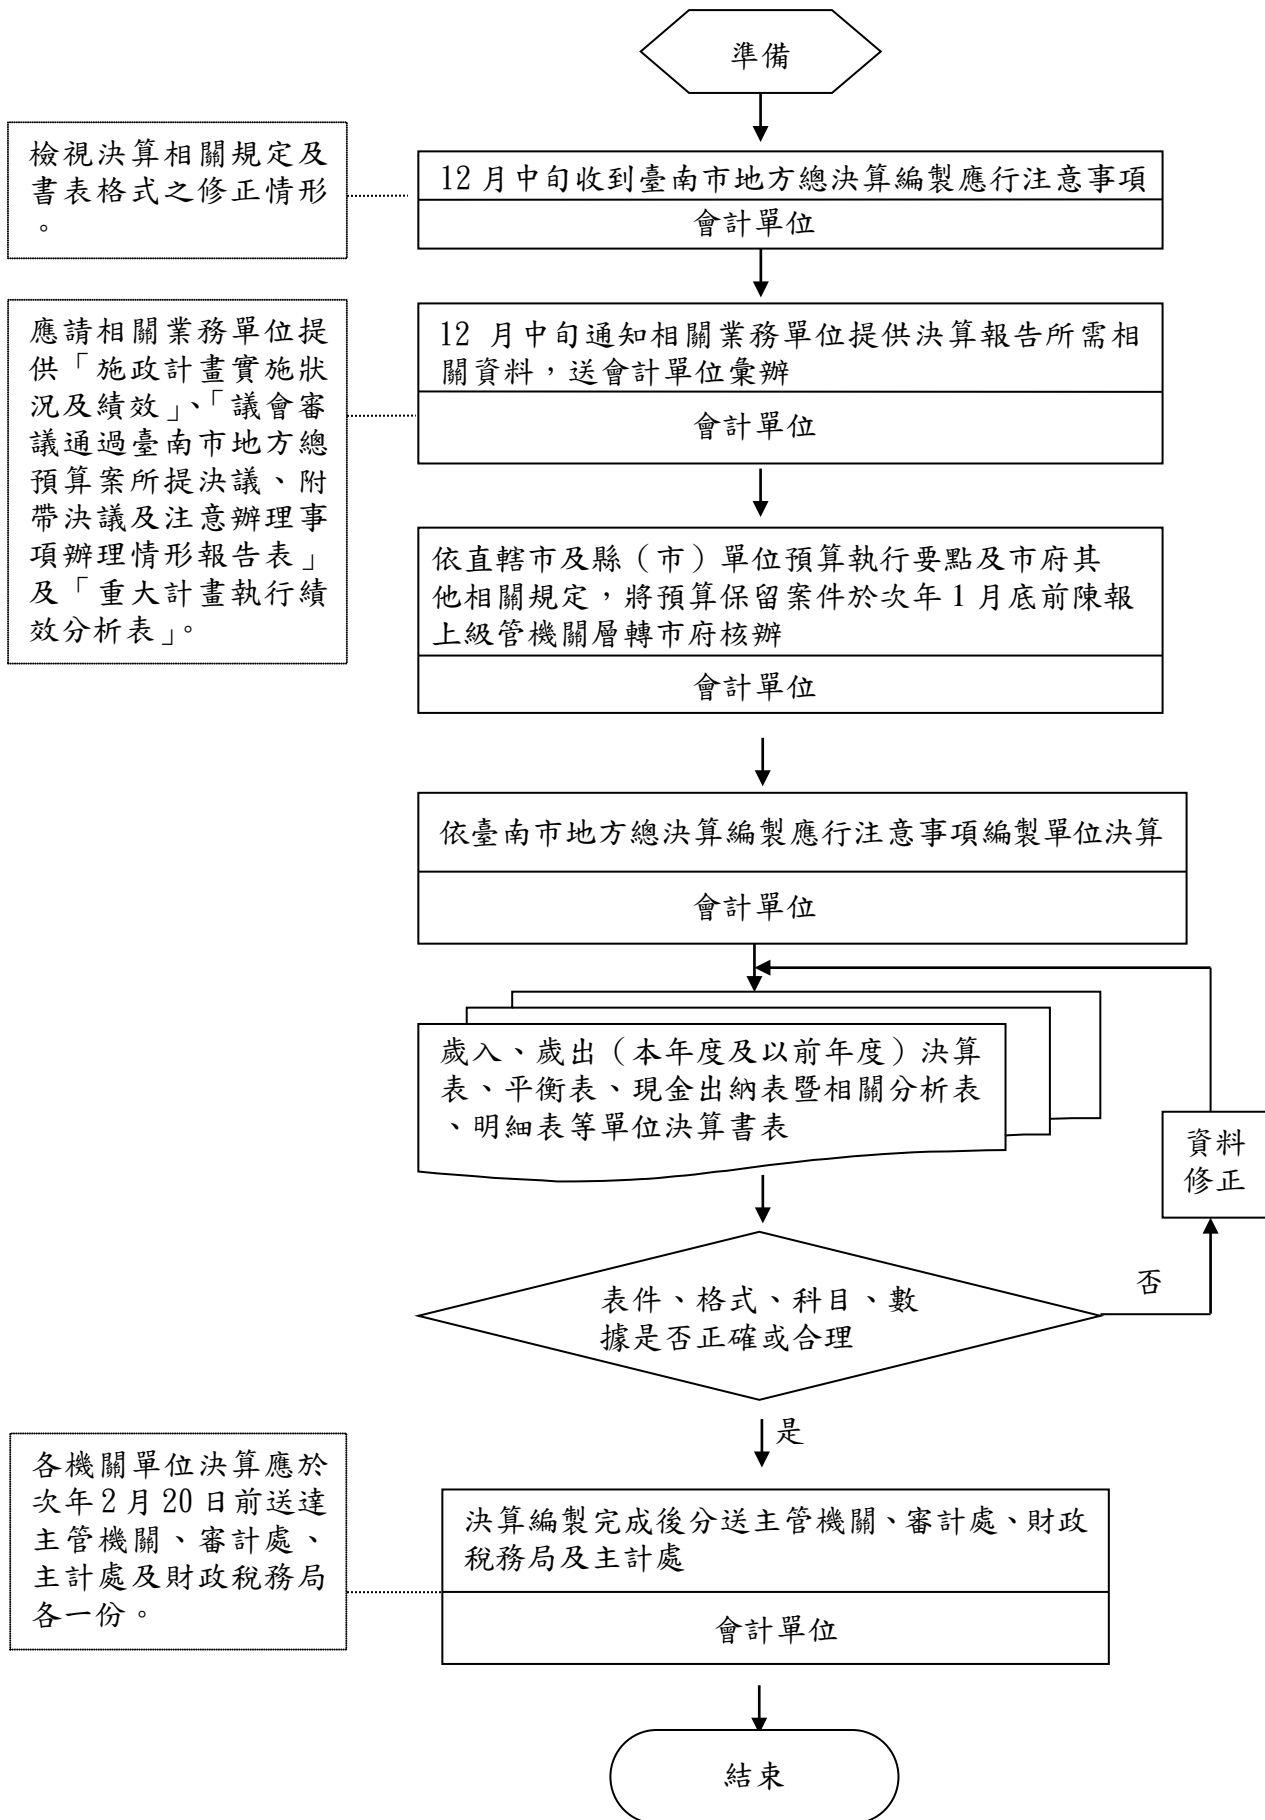 準備
檢視決算相關規定及
書表格式之修正情形
。
12 月中旬收到臺南市地方總決算編製應行注意事項
會計單位
應請相關業務單位提
供「施政計畫實施狀
況及績效」、「議會審
議通過臺南市地方總
預算案所提決議、附
帶決議及注意辦理事
項辦理情形報告表」
及「重大計畫執行績
效分析表」。
12 月中旬通知相關業務單位提供決算報告所需相
關資料，送會計單位彙辦
會計單位
依直轄市及縣（市）單位預算執行要點及市府其
他相關規定，將預算保留案件於次年 1 月底前陳報
上級管機關層轉市府核辦
會計單位
依臺南市地方總決算編製應行注意事項編製單位決算
會計單位
歲入、歲出（本年度及以前年度）決算
表、平衡表、現金出納表暨相關分析表
、明細表等單位決算書表
資料
修正
表件、格式、科目、數
據是否正確或合理
否
是
各機關單位決算應於
次年 2 月 20 日前送達
主管機關、審計處、
主計處及財政稅務局
各一份。
決算編製完成後分送主管機關、審計處、財政
稅務局及主計處
會計單位
結束